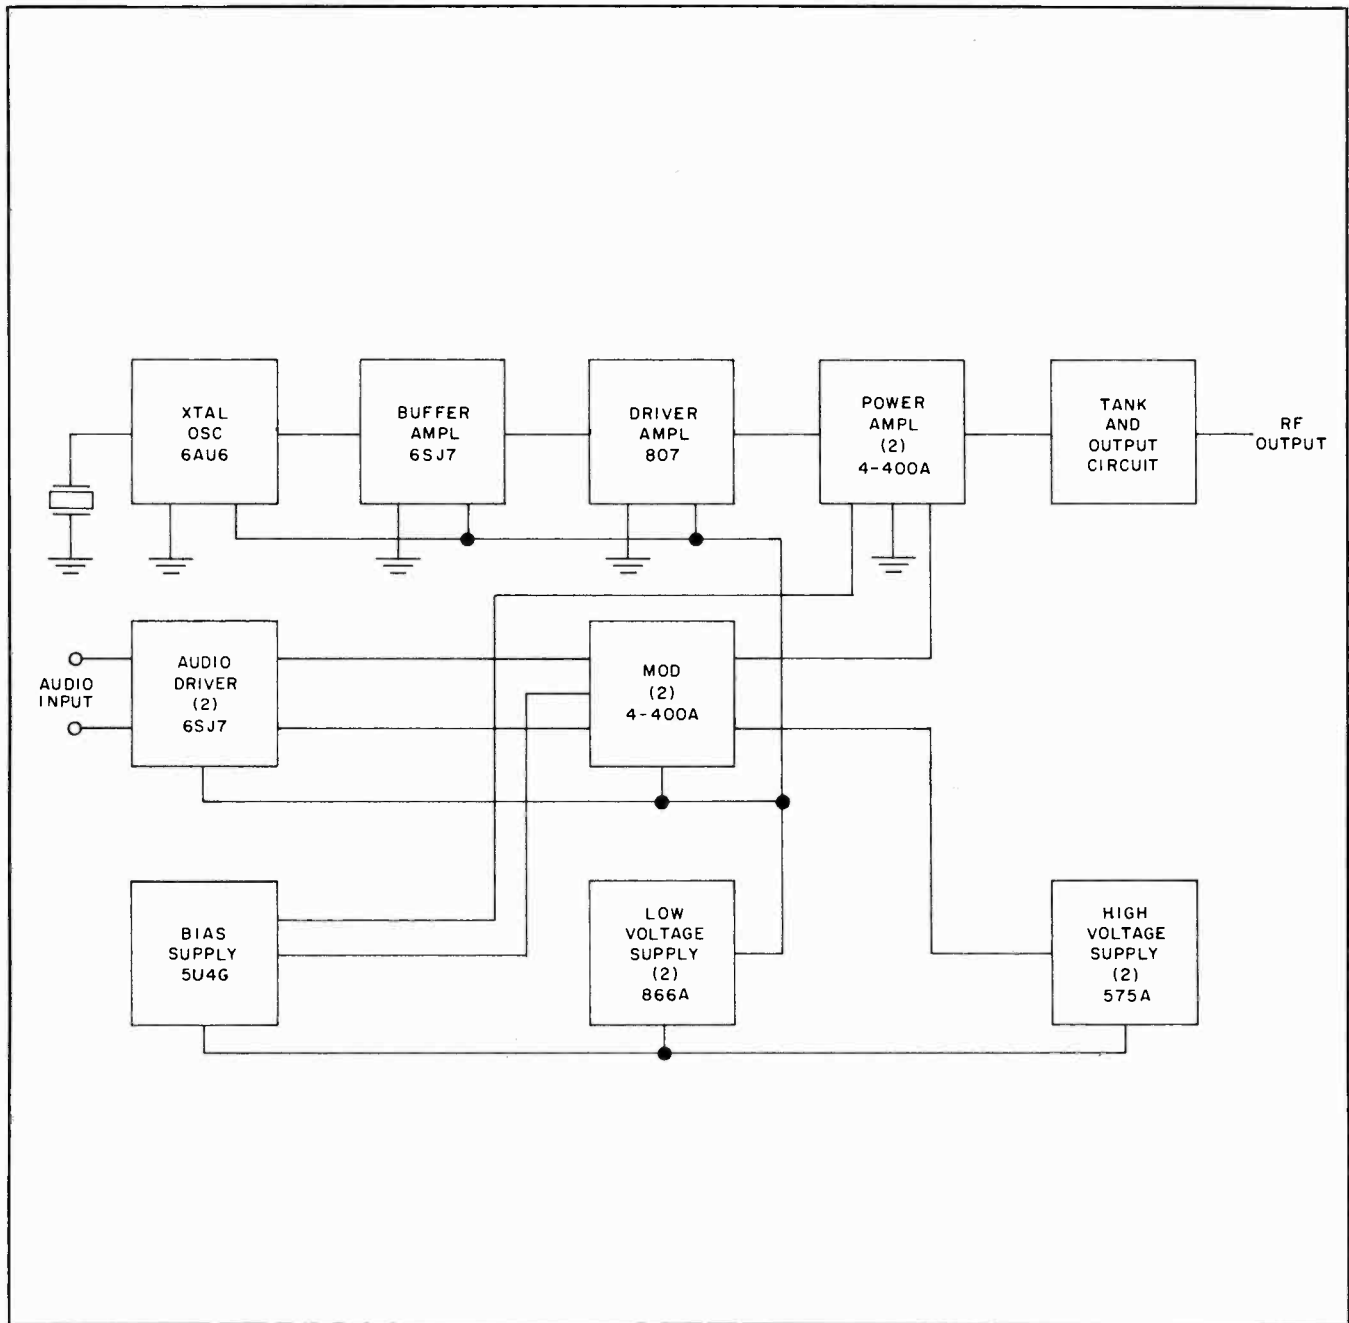 XTAL
OSC
6AU6
BUFFER
AMPL
6SJ7
DRIVER
AMPL
807
POWER
AMPL
(2)
4-400A
TANK
AND
OUTPUT
CIRCUIT
RF
OUTPUT
AUDIO
INPUT
AUDIO
DRIVER
(2)
6SJ7
MOD
(2)
4-400A
BIAS
SUPPLY
5U4G
LOW
VOLTAGE
SUPPLY
(2)
866A
HIGH
VOLTAGE
SUPPLY
(2)
575A